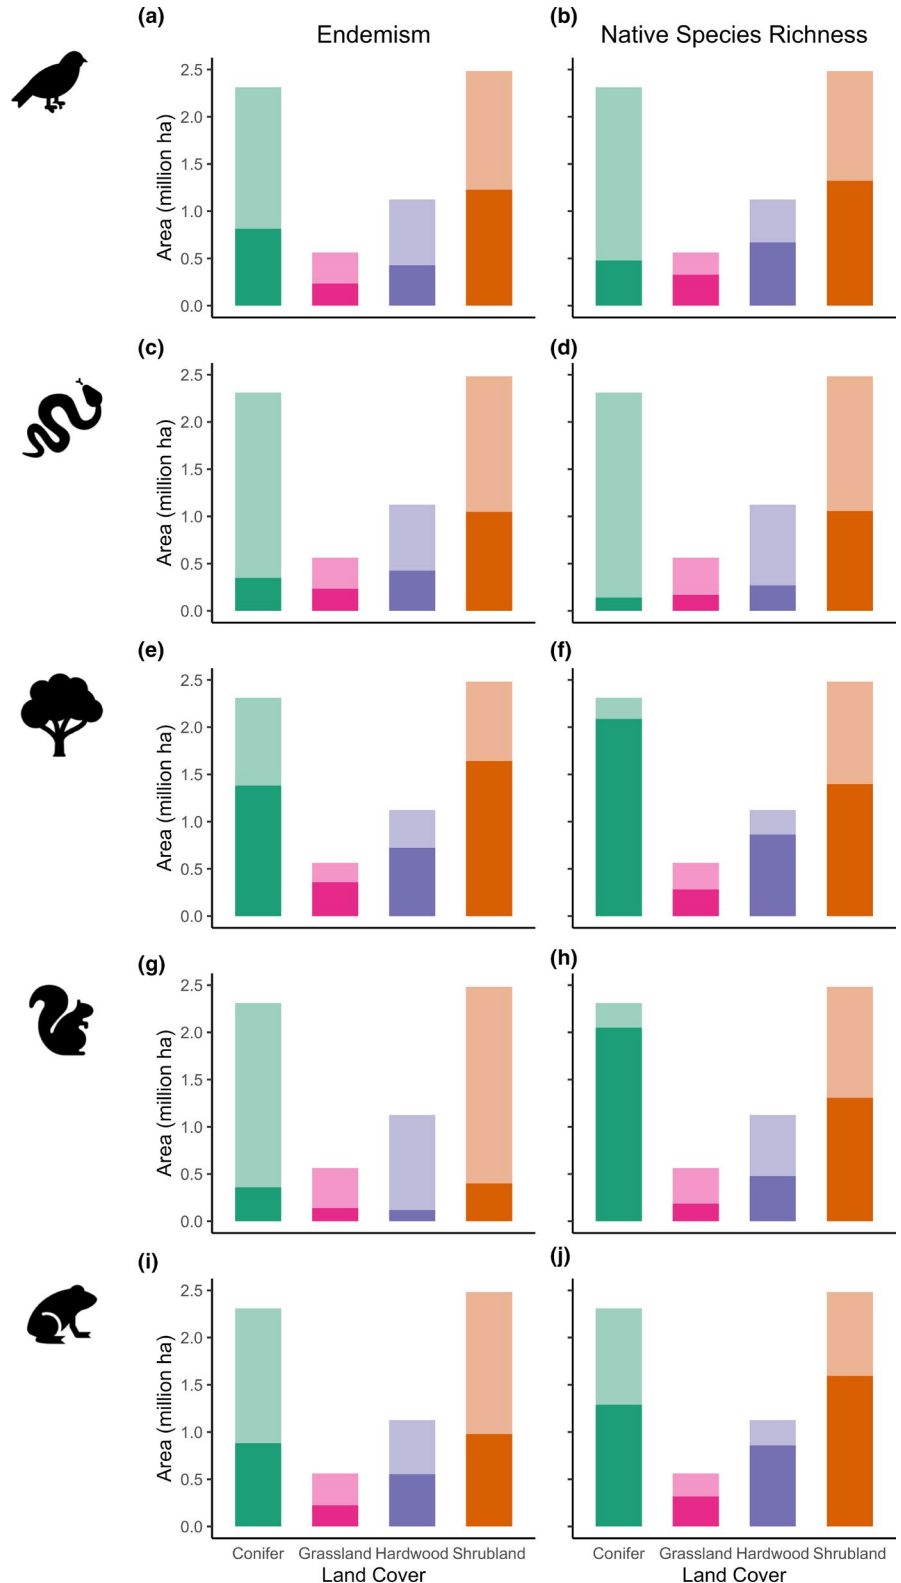 (a)
Endemism
(b)
Native Species Richness
Area (million ha)
2.5
2.0
1.5
1.0
0.5
0.0
(c)
(d)
Area (million ha)
2.5
2.0
1.5
1.0
0.5
0.0
(e)
(f)
Area (million ha)
2.5
2.0
1.5
1.0
0.5
0.0
(g)
(h)
Area (million ha)
2.5
2.0
1.5
1.0
0.5
0.0
(i)
(j)
Area (million ha)
2.5
2.0
1.5
1.0
0.5
0.0
Conifer Grassland Hardwood Shrubland
Land Cover
Conifer Grassland Hardwood Shrubland
Land Cover